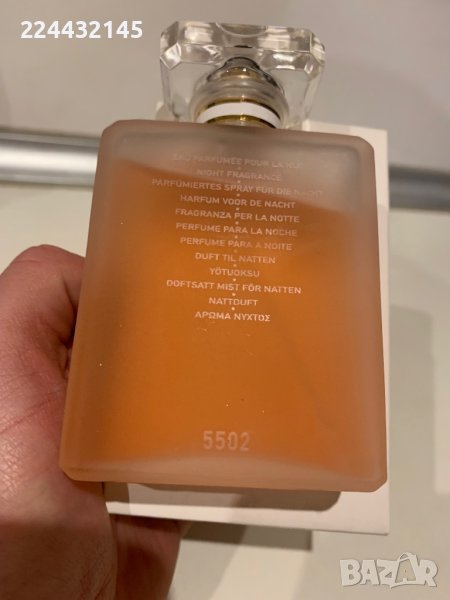 224432145
EAU PARFUMÉE POUR LA NUIT
NIGHT FRAGRANCE
PARFÜMIERTES SPRAY FÜR DIE NACHT
HARFUM VOOR DE NACHT
FRAGRANZA PER LA NOTTE
PERFUME PARA LA NOCHE
PERFUME PARA A NOITE
DUFT TIL NATTEN
YÖTUOKSU
DOFTSATT MIST FÖR NATTEN
NATTDUFT
ΑΡΩΜΑ ΝΥΧΤΟΣ
5502
BAZAR